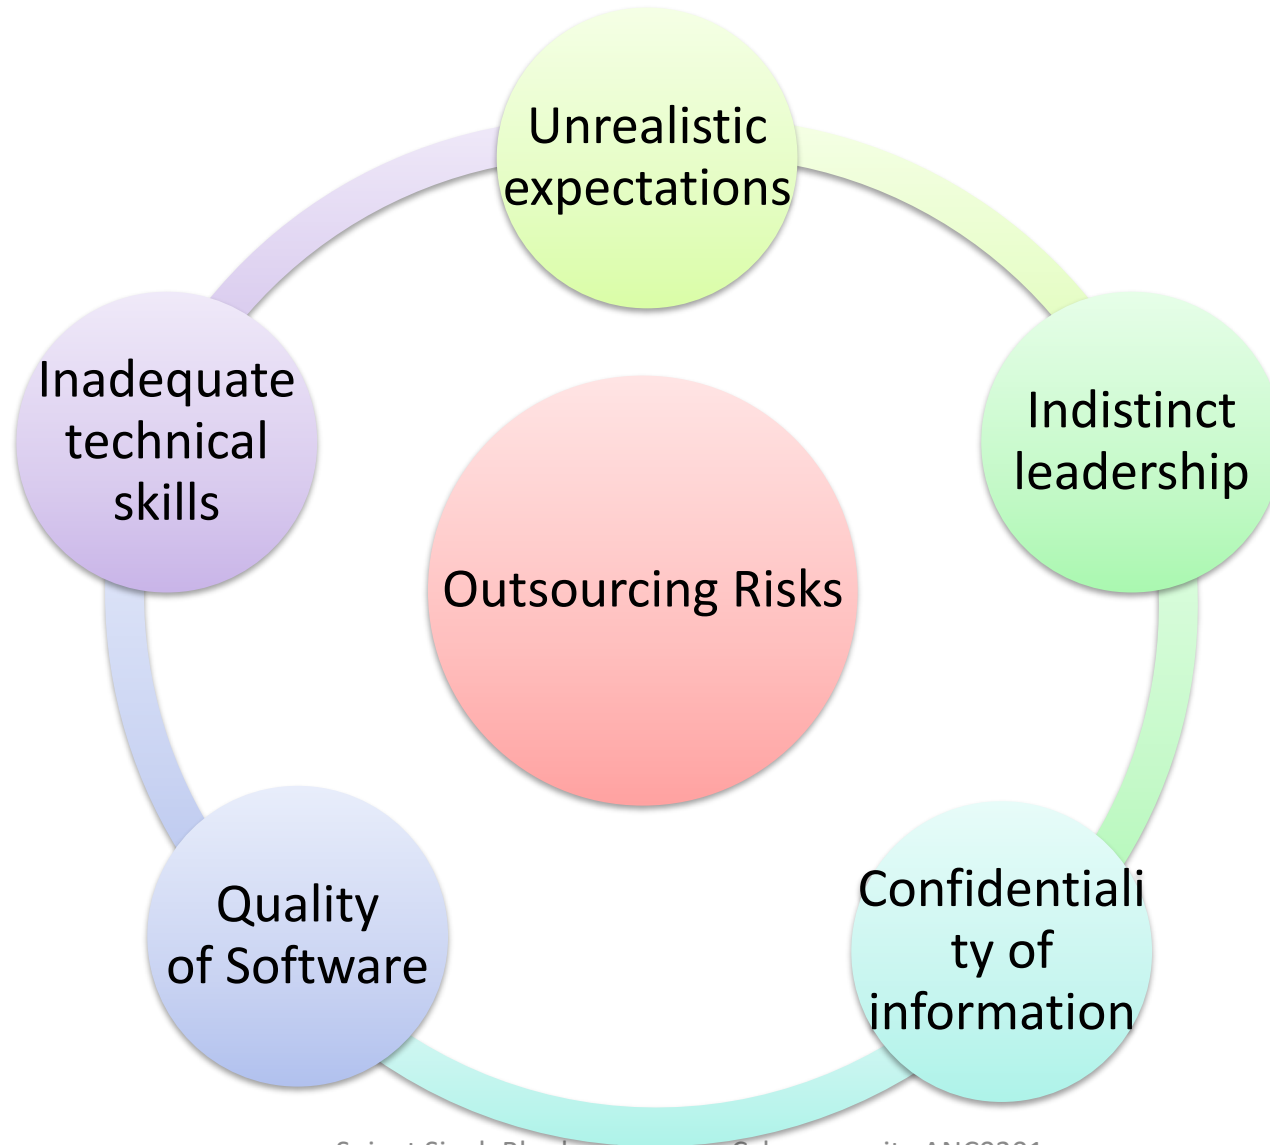 Unrealistic
expectations
Indistinct
leadership
Confidentiali
ty of
information
Quality
of Software
Inadequate
technical
skills
Outsourcing Risks